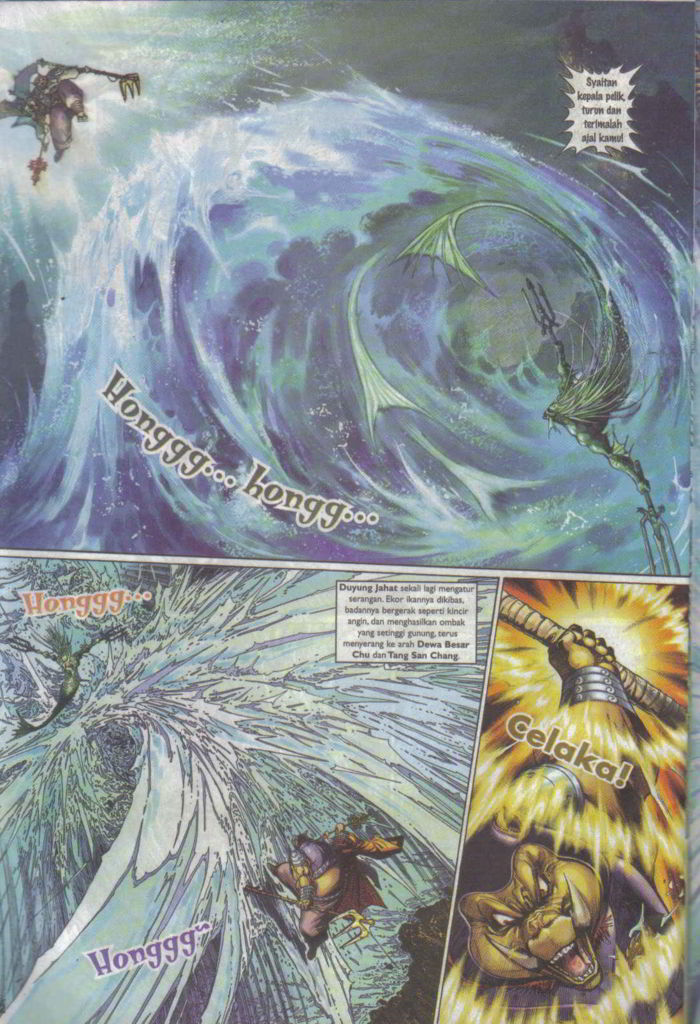 Syaitan
kepala pelik,
turun dan
terimalah
ajal kamu!
Honggg... hongg...
Honggg...
Duyung Jahat sekali lagi mengatur
serangan. Ekor ikannya dikibas,
badannya bergerak seperti kincir
angin, dan menghasilkan ombak
yang setinggi gunung, terus
menyerang ke arah Dewa Besar
Chu dan Tang San Chang.
Celaka!
Honggg~